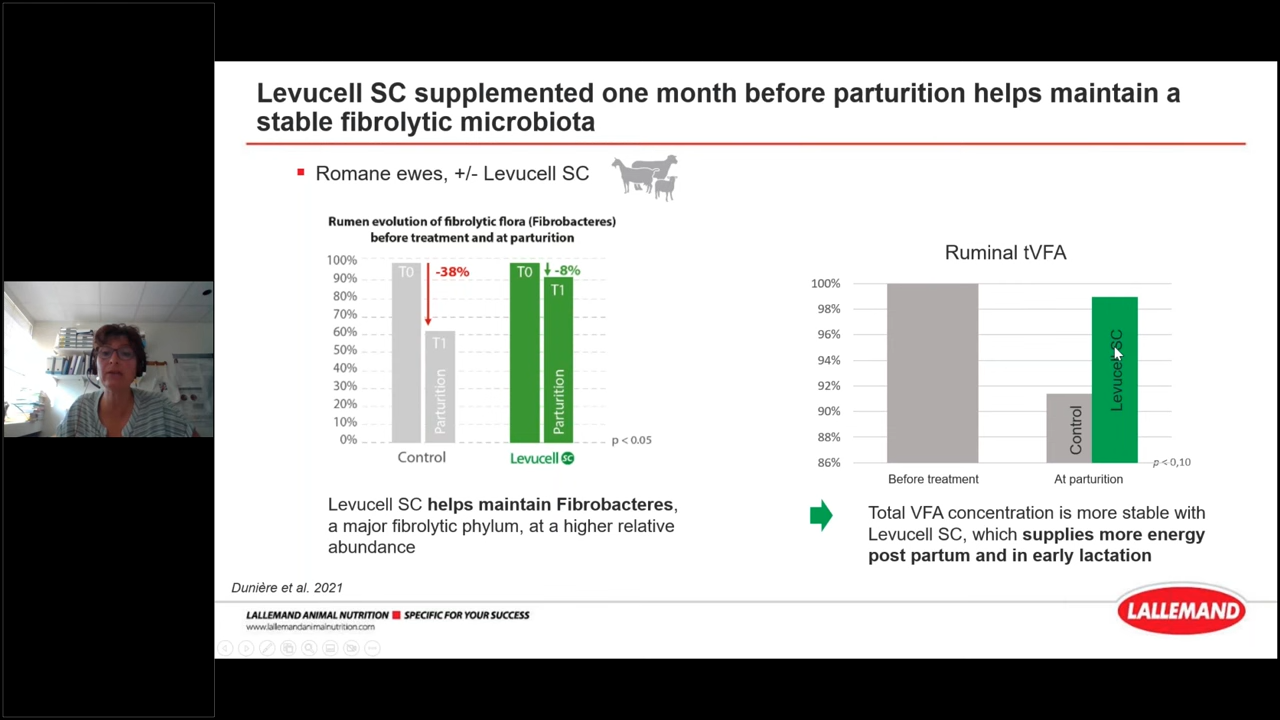 Levucell SC supplemented one month before parturition helps maintain a
stable fibrolytic microbiota
Romane ewes, +/- Levucell SC
Rumen evolution of fibrolytic flora (Fibrobacteres)
before treatment and at parturition
100%
90%
80%
70%
60%
50%
40%
30%
20%
10%
0%
T0
-38%
T1
Parturition
T0
-8%
T1
Parturition
p < 0.05
Control
Levucell SC
Levucell SC helps maintain Fibrobacteres,
a major fibrolytic phylum, at a higher relative
abundance
Ruminal tVFA
100%
98%
96%
94%
92%
90%
88%
86%
Control
Levucell SC
p < 0,10
Before treatment
At parturition
Total VFA concentration is more stable with
Levucell SC, which supplies more energy
post partum and in early lactation
Dunière et al. 2021
LALLEMAND ANIMAL NUTRITION SPECIFIC FOR YOUR SUCCESS
www.lallemandanimalnutrition.com
LALLEMAND